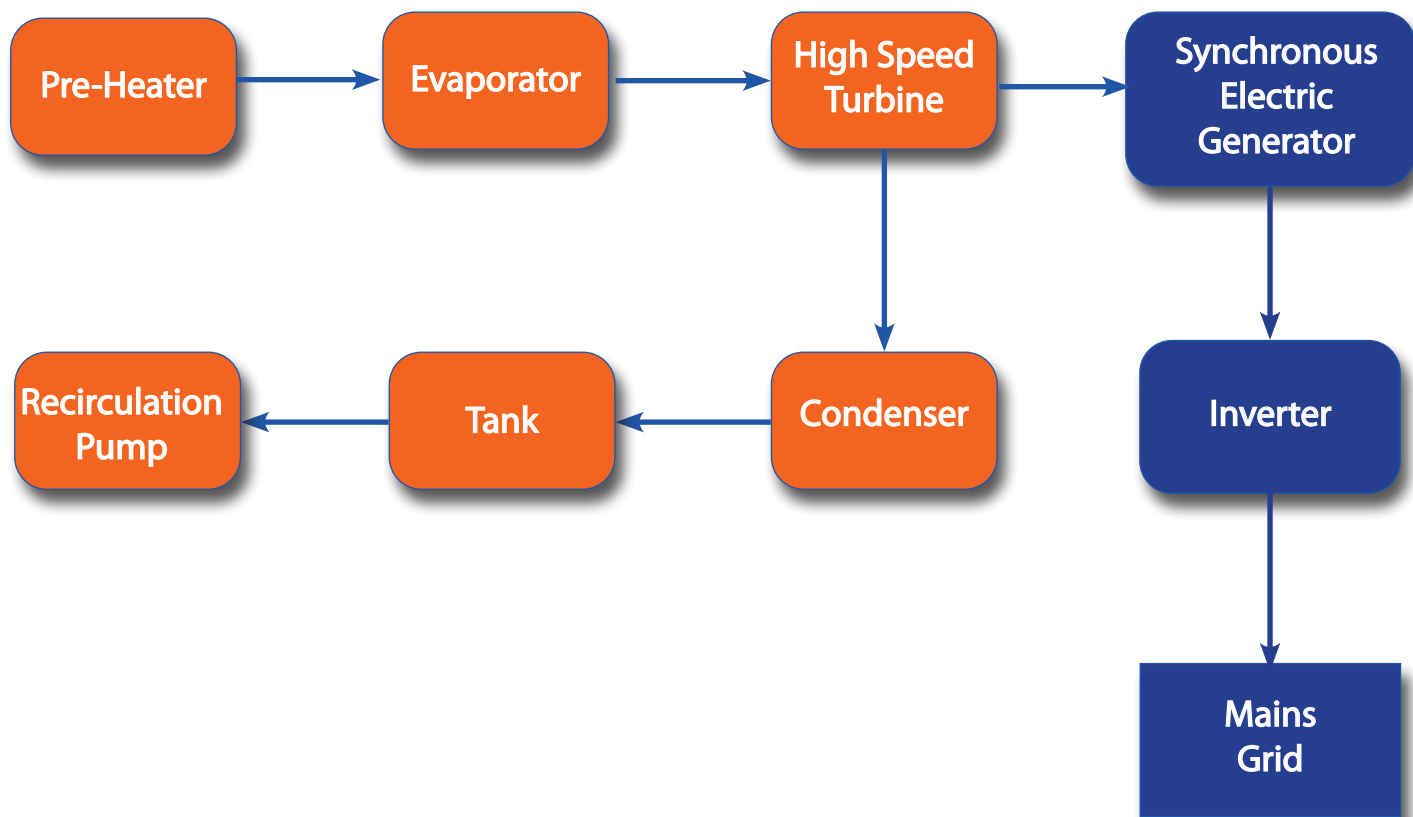 Pre-Heater
Evaporator
High Speed
Turbine
Synchronous
Electric
Generator
Recirculation
Pump
Tank
Condenser
Inverter
Mains
Grid